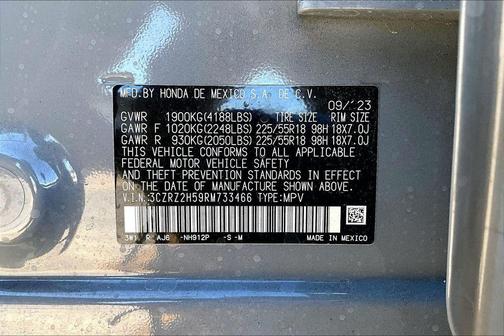 MFD.BY HONDA DE MEXICO S.A. DE C.V.
09/'23
GVWR 1900KG(4188LBS) TIRE SIZE RIM SIZE
GAWR F 1020KG(2248LBS) 225/55R18 98H 18X7.0J
GAWR R 930KG(2050LBS) 225/55R18 98H 18X7.0J
THIS VEHICLE CONFORMS TO ALL APPLICABLE
FEDERAL MOTOR VEHICLE SAFETY
AND THEFT PREVENTION STANDARDS IN EFFECT
ON THE DATE OF MANUFACTURE SHOWN ABOVE.
V.I.N.:3CZRZ2H59RM733466 TYPE:MPV
R AJ6 -NH912P -S -M MADE IN MEXICO